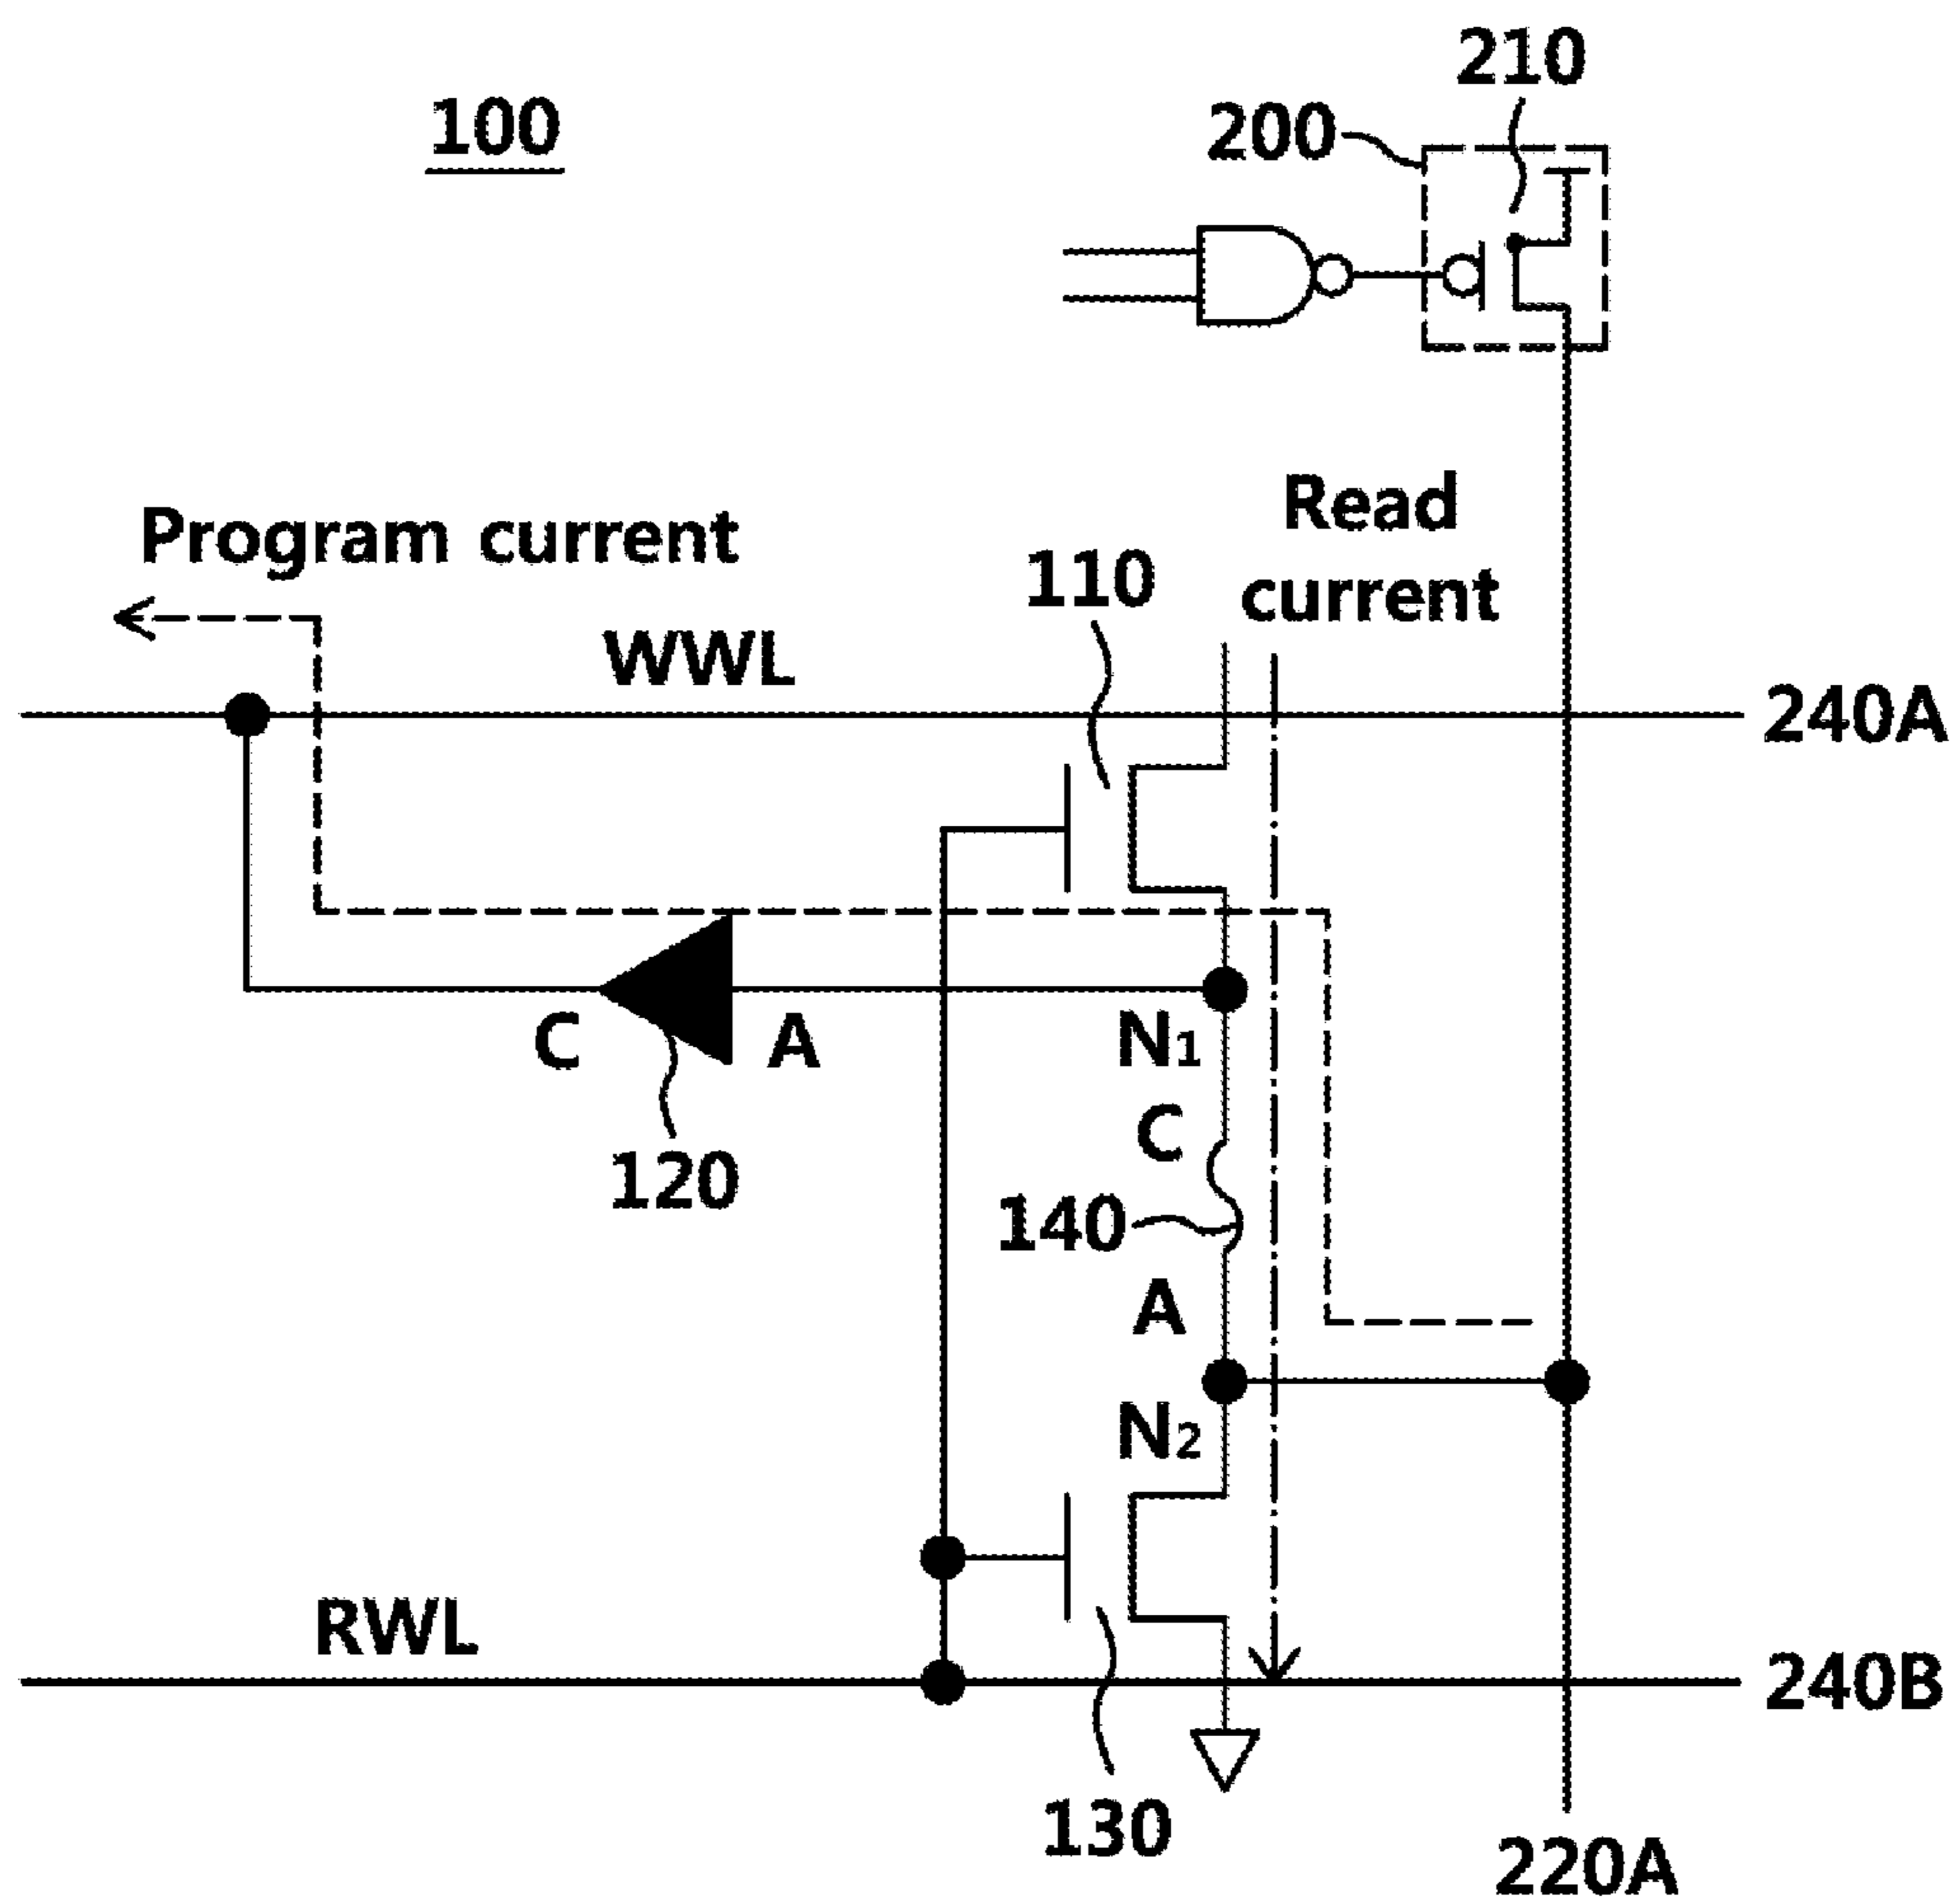 210
100
200
Read
current
Program current
110
WWL
240A
C
A
N1
120
C
140
A
N2
RWL
240B
130
220A